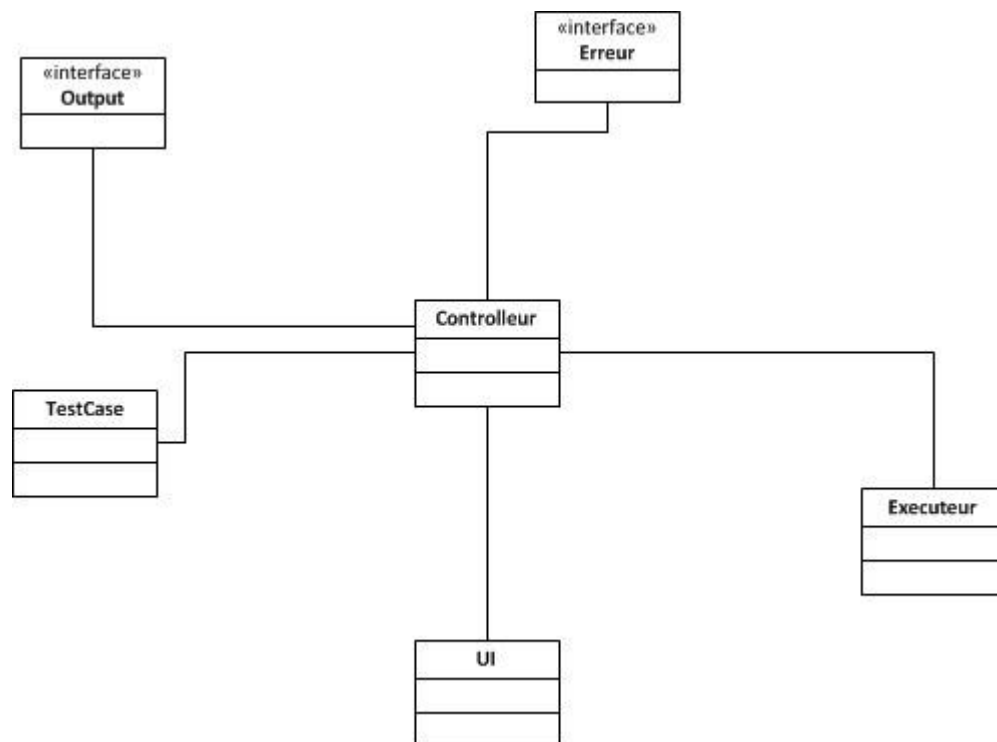 «interface»
Erreur
«interface»
Output
Controlleur
TestCase
Executeur
UI